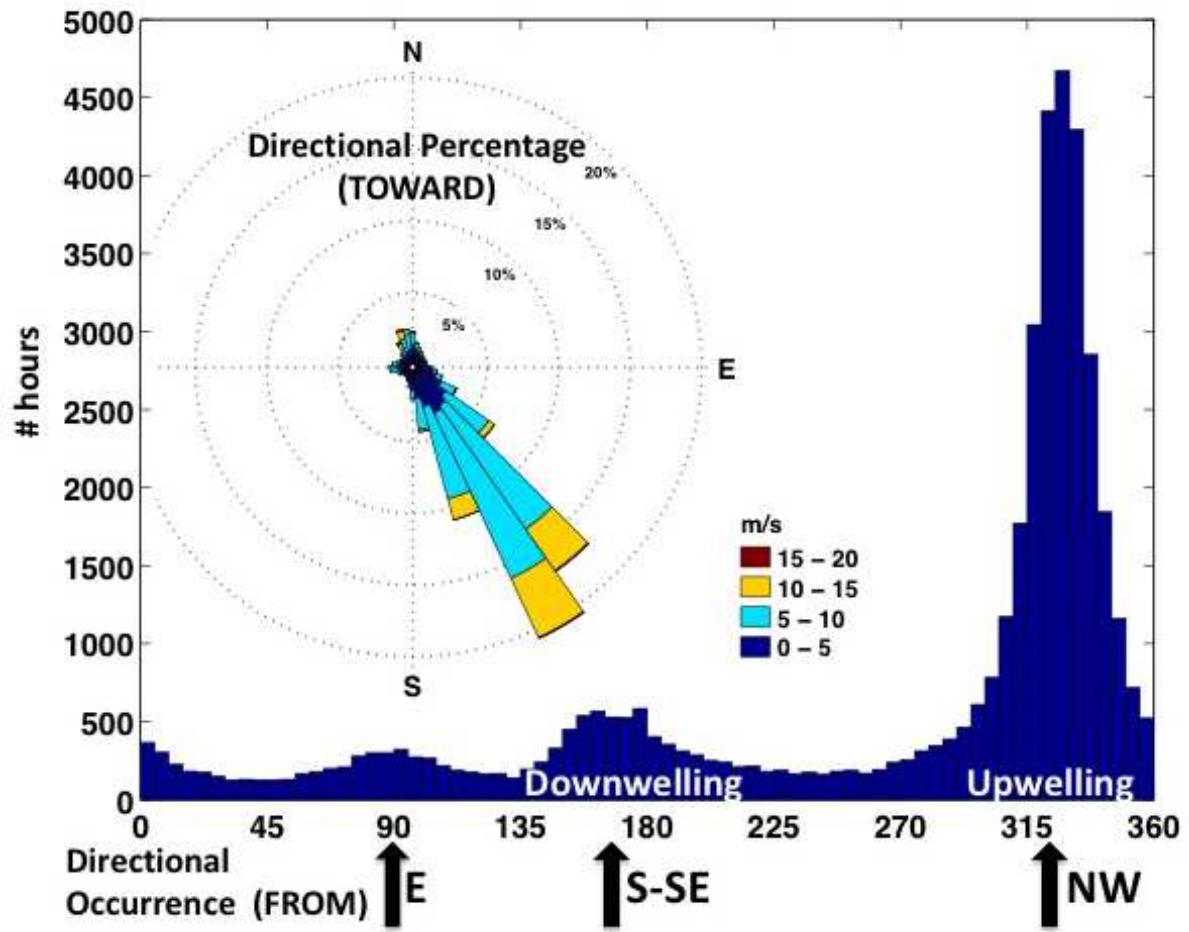 5000
4500
4000
3500
3000
2500
2000
1500
1000
500
0
# hours
N
Directional Percentage
(TOWARD)
20%
15%
10%
5%
E
S
m/s
15 – 20
10 – 15
5 – 10
0 – 5
Downwelling
Upwelling
0 45 90 135 180 225 270 315 360
Directional
Occurrence (FROM)
E
S-SE
NW